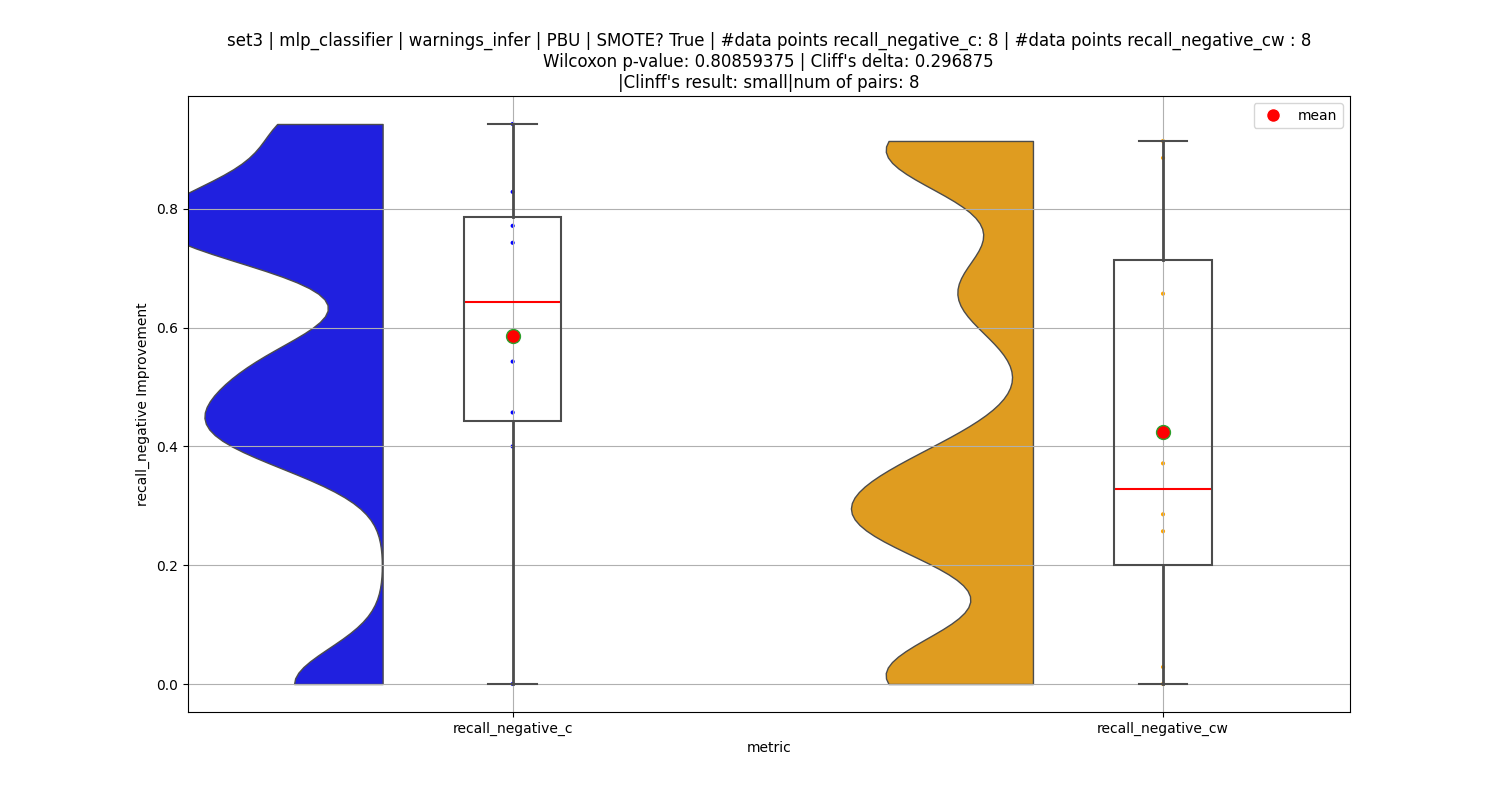 set3 | mlp_classifier | warnings_infer | PBU | SMOTE? True | #data points recall_negative_c: 8 | #data points recall_negative_cw : 8
Wilcoxon p-value: 0.80859375 | Cliff's delta: 0.296875
|Clinff's result: small|num of pairs: 8
mean
0.8
0.6
0.4
0.2
0.0
recall_negative Improvement
recall_negative_c
recall_negative_cw
metric